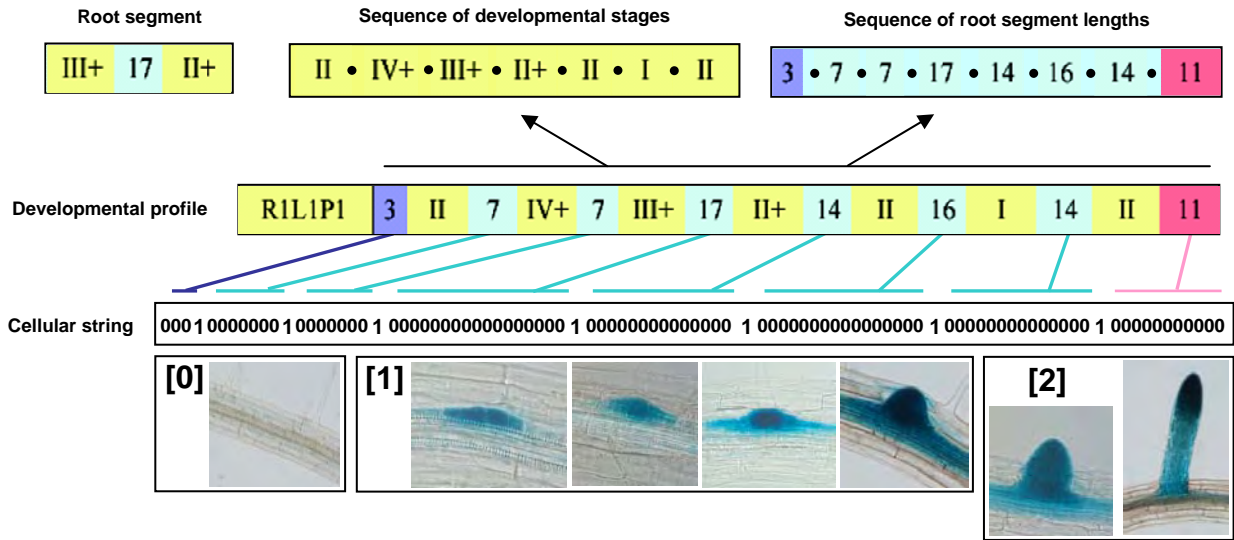 Root segment
Sequence of developmental stages
Sequence of root segment lengths
III+ 17 II+
II • IV+ • III+ • II+ • II • I • II
3 • 7 • 7 • 17 • 14 • 16 • 14 • 11
Developmental profile
R1L1P1 3 II 7 IV+ 7 III+ 17 II+ 14 II 16 I 14 II 11
Cellular string
000 1 0000000 1 0000000 1 00000000000000000 1 00000000000000 1 0000000000000000 1 00000000000000 1 00000000000
[0]
[1]
[2]